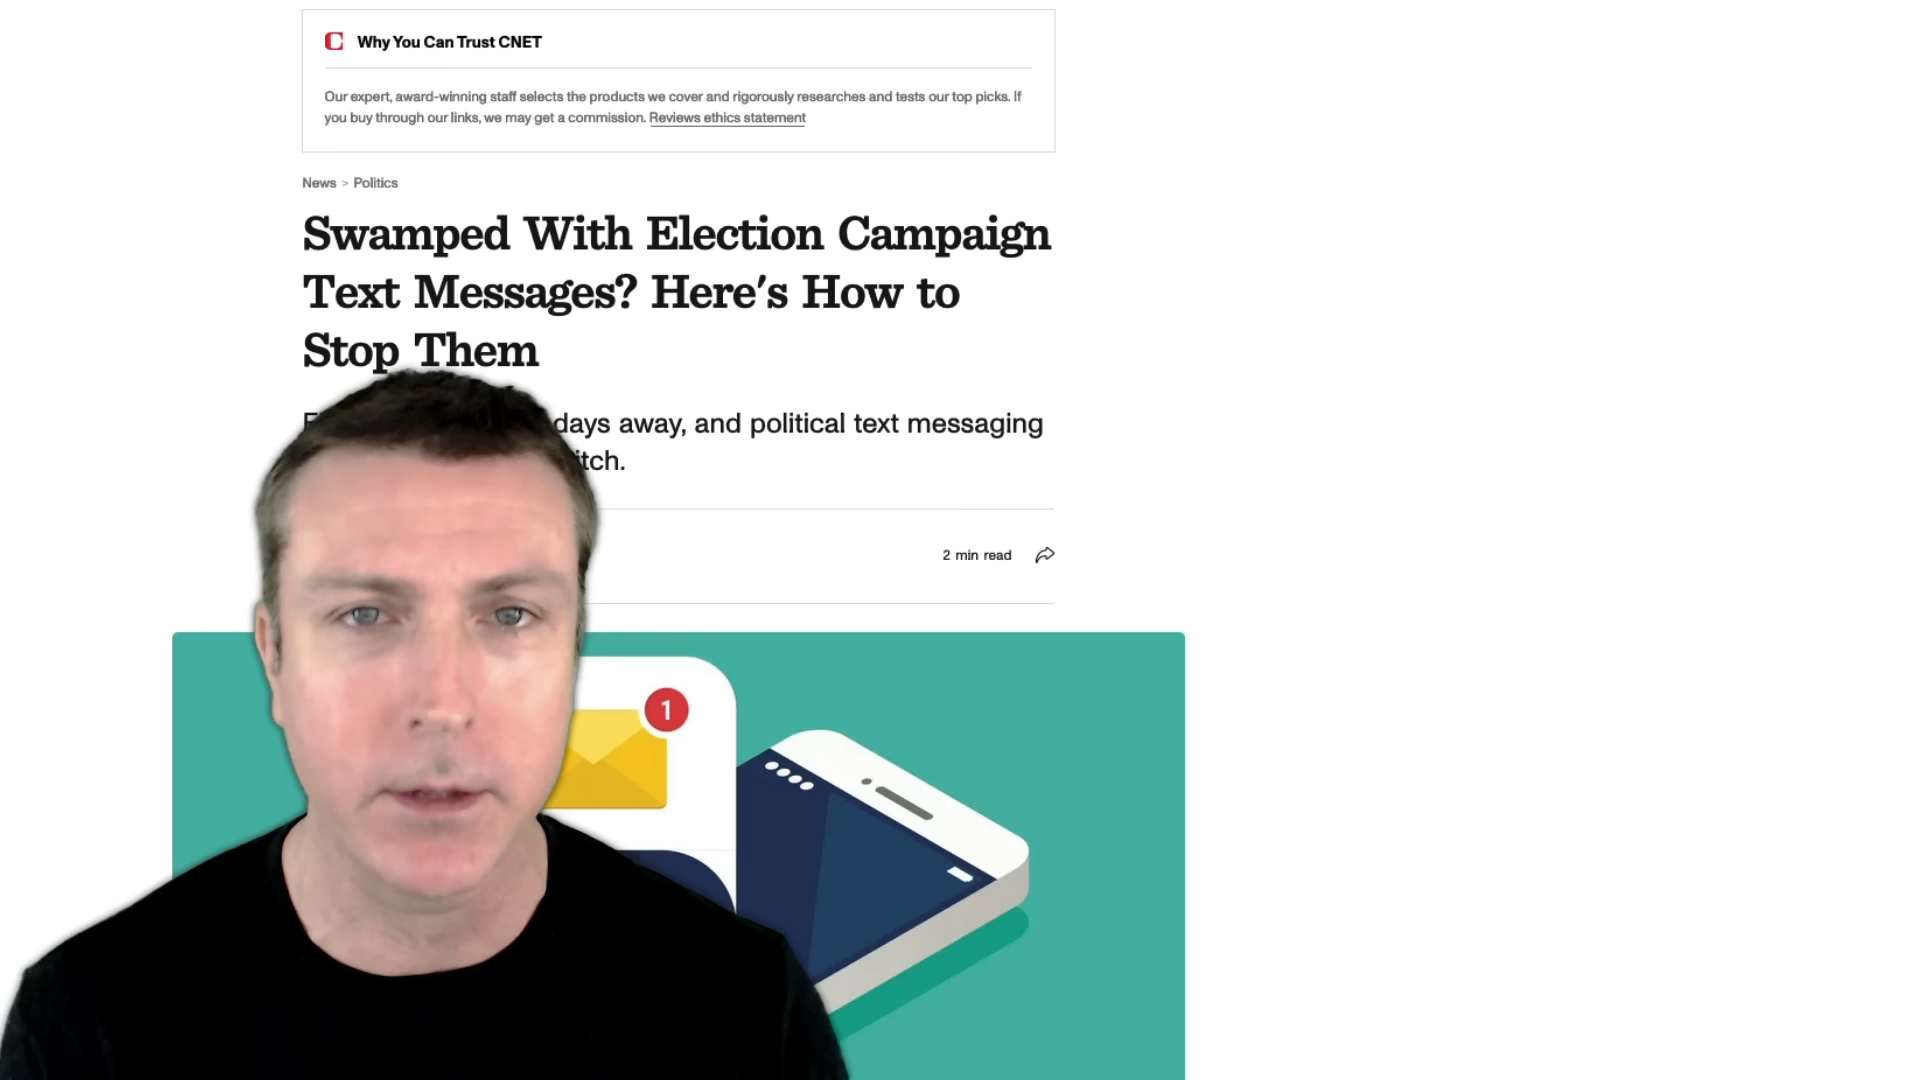 Why You Can Trust CNET
Our expert, award-winning staff selects the products we cover and rigorously researches and tests our top picks. If
you buy through our links, we may get a commission. Reviews ethics statement
News > Politics
Swamped With Election Campaign
Text Messages? Here's How to
Stop Them
days away, and political text messaging
2 min read
1